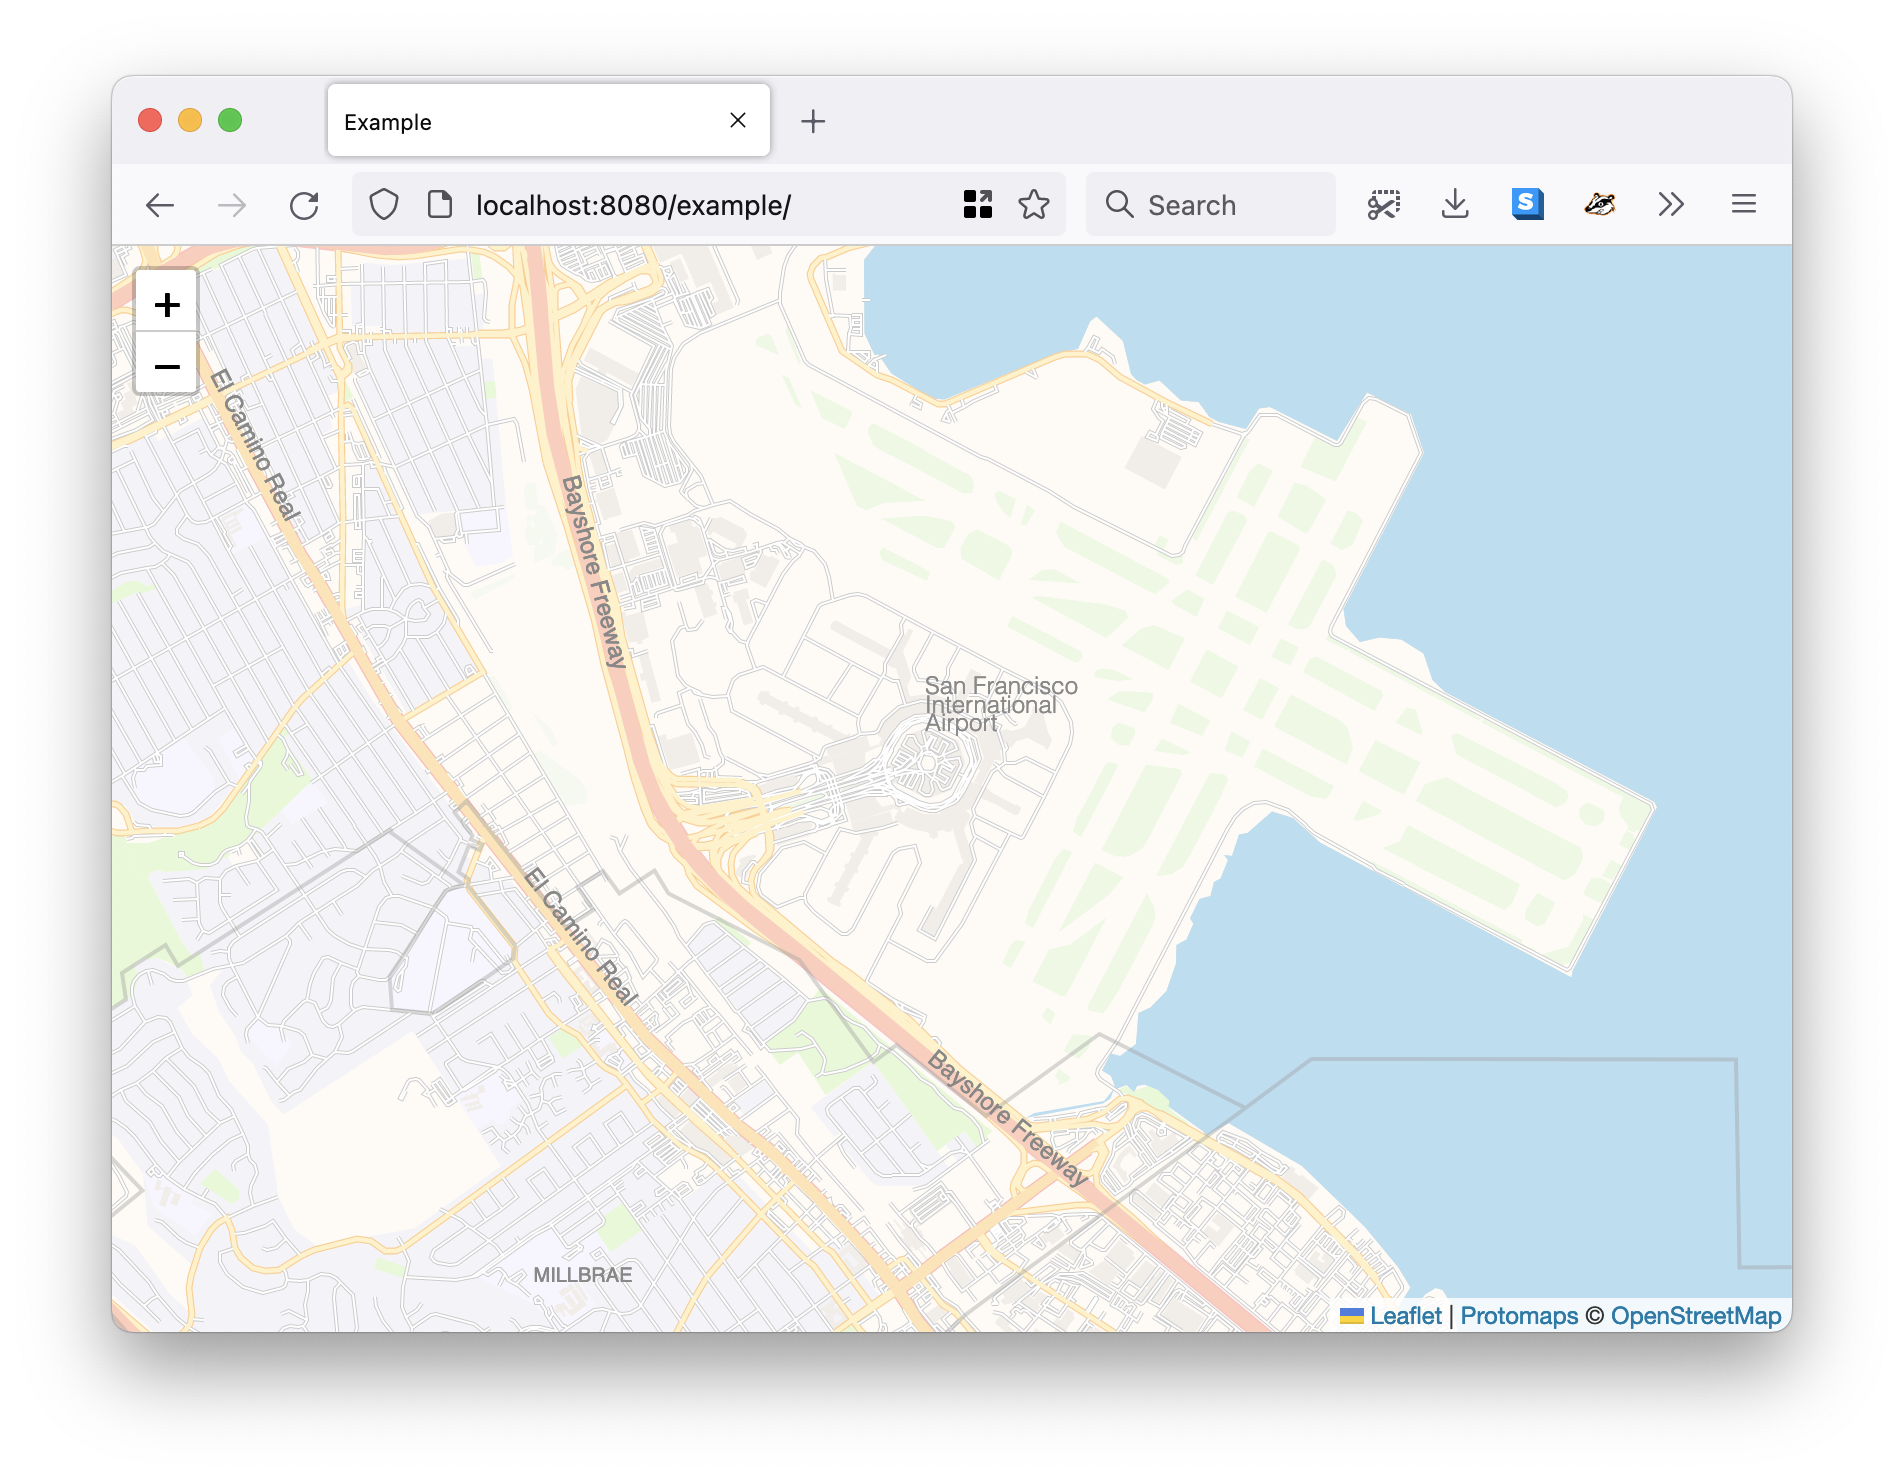 Example
localhost:8080/example/
Search
S
+
−
El Camino Real
Bayshore Freeway
San Francisco
International
Airport
El Camino Real
Bayshore Freeway
MILLBRAE
Leaflet | Protomaps © OpenStreetMap